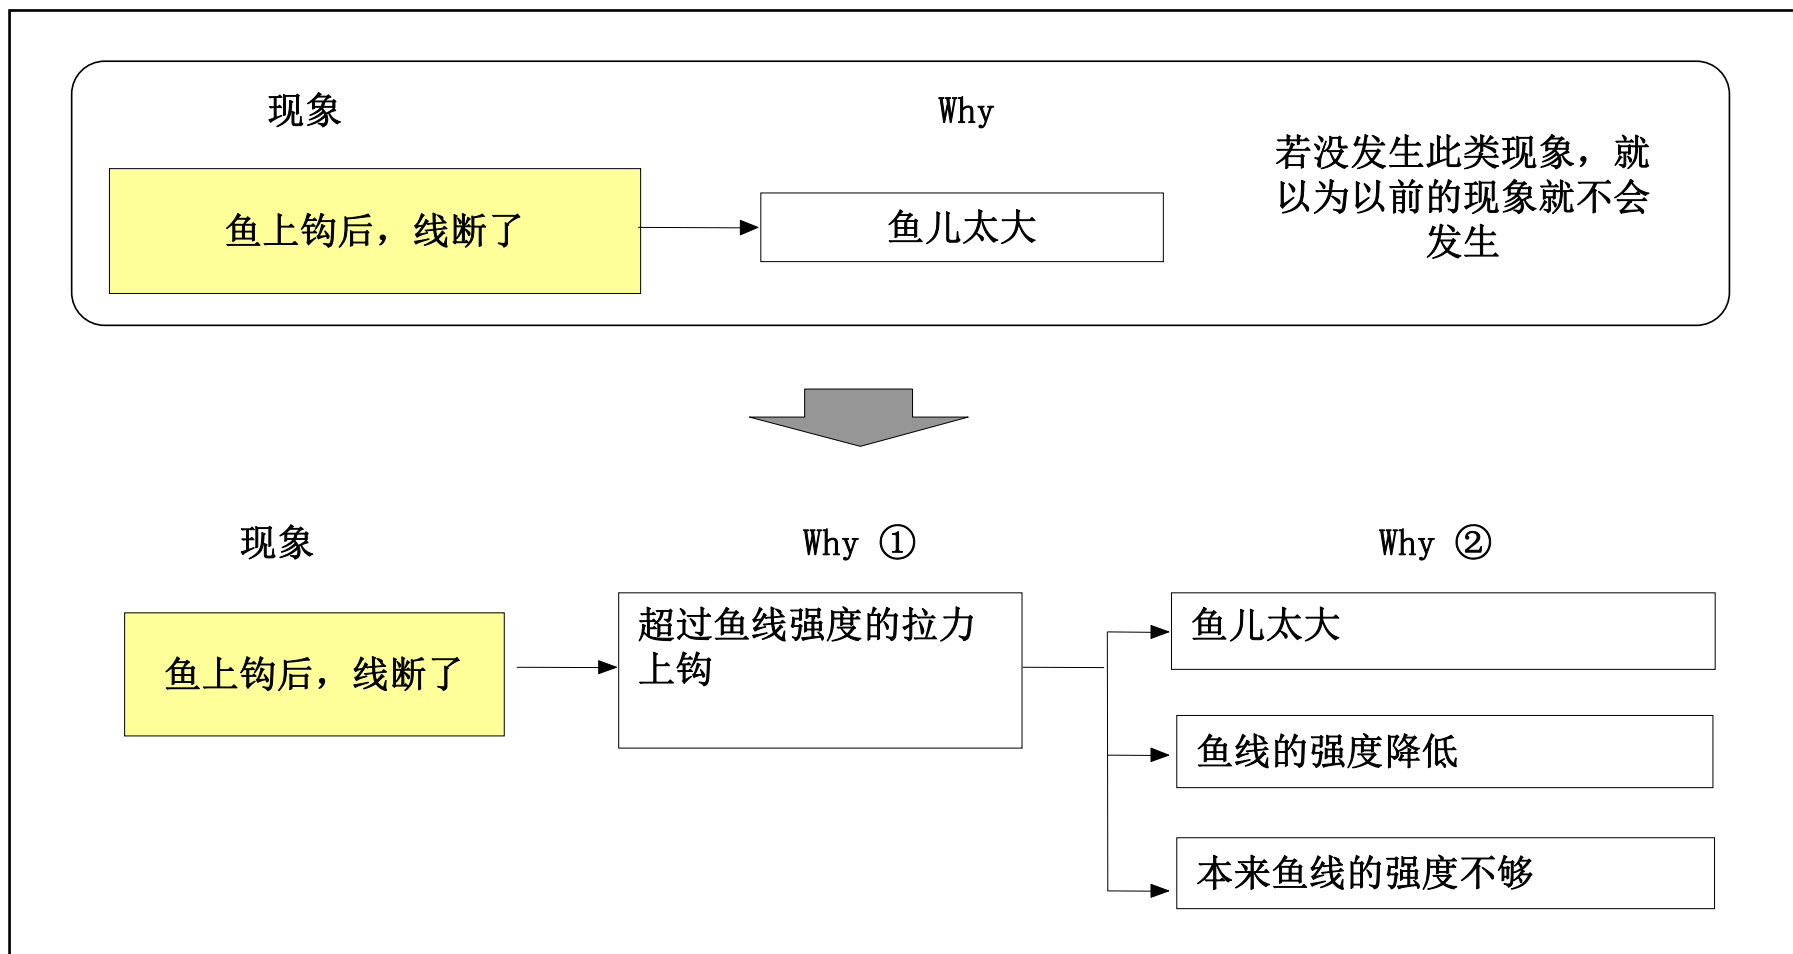 现象
Why
若没发生此类现象，就
以为以前的现象就不会
发生
鱼上钩后，线断了
鱼儿太大
现象
Why ①
Why ②
鱼上钩后，线断了
超过鱼线强度的拉力
上钩
鱼儿太大
鱼线的强度降低
本来鱼线的强度不够